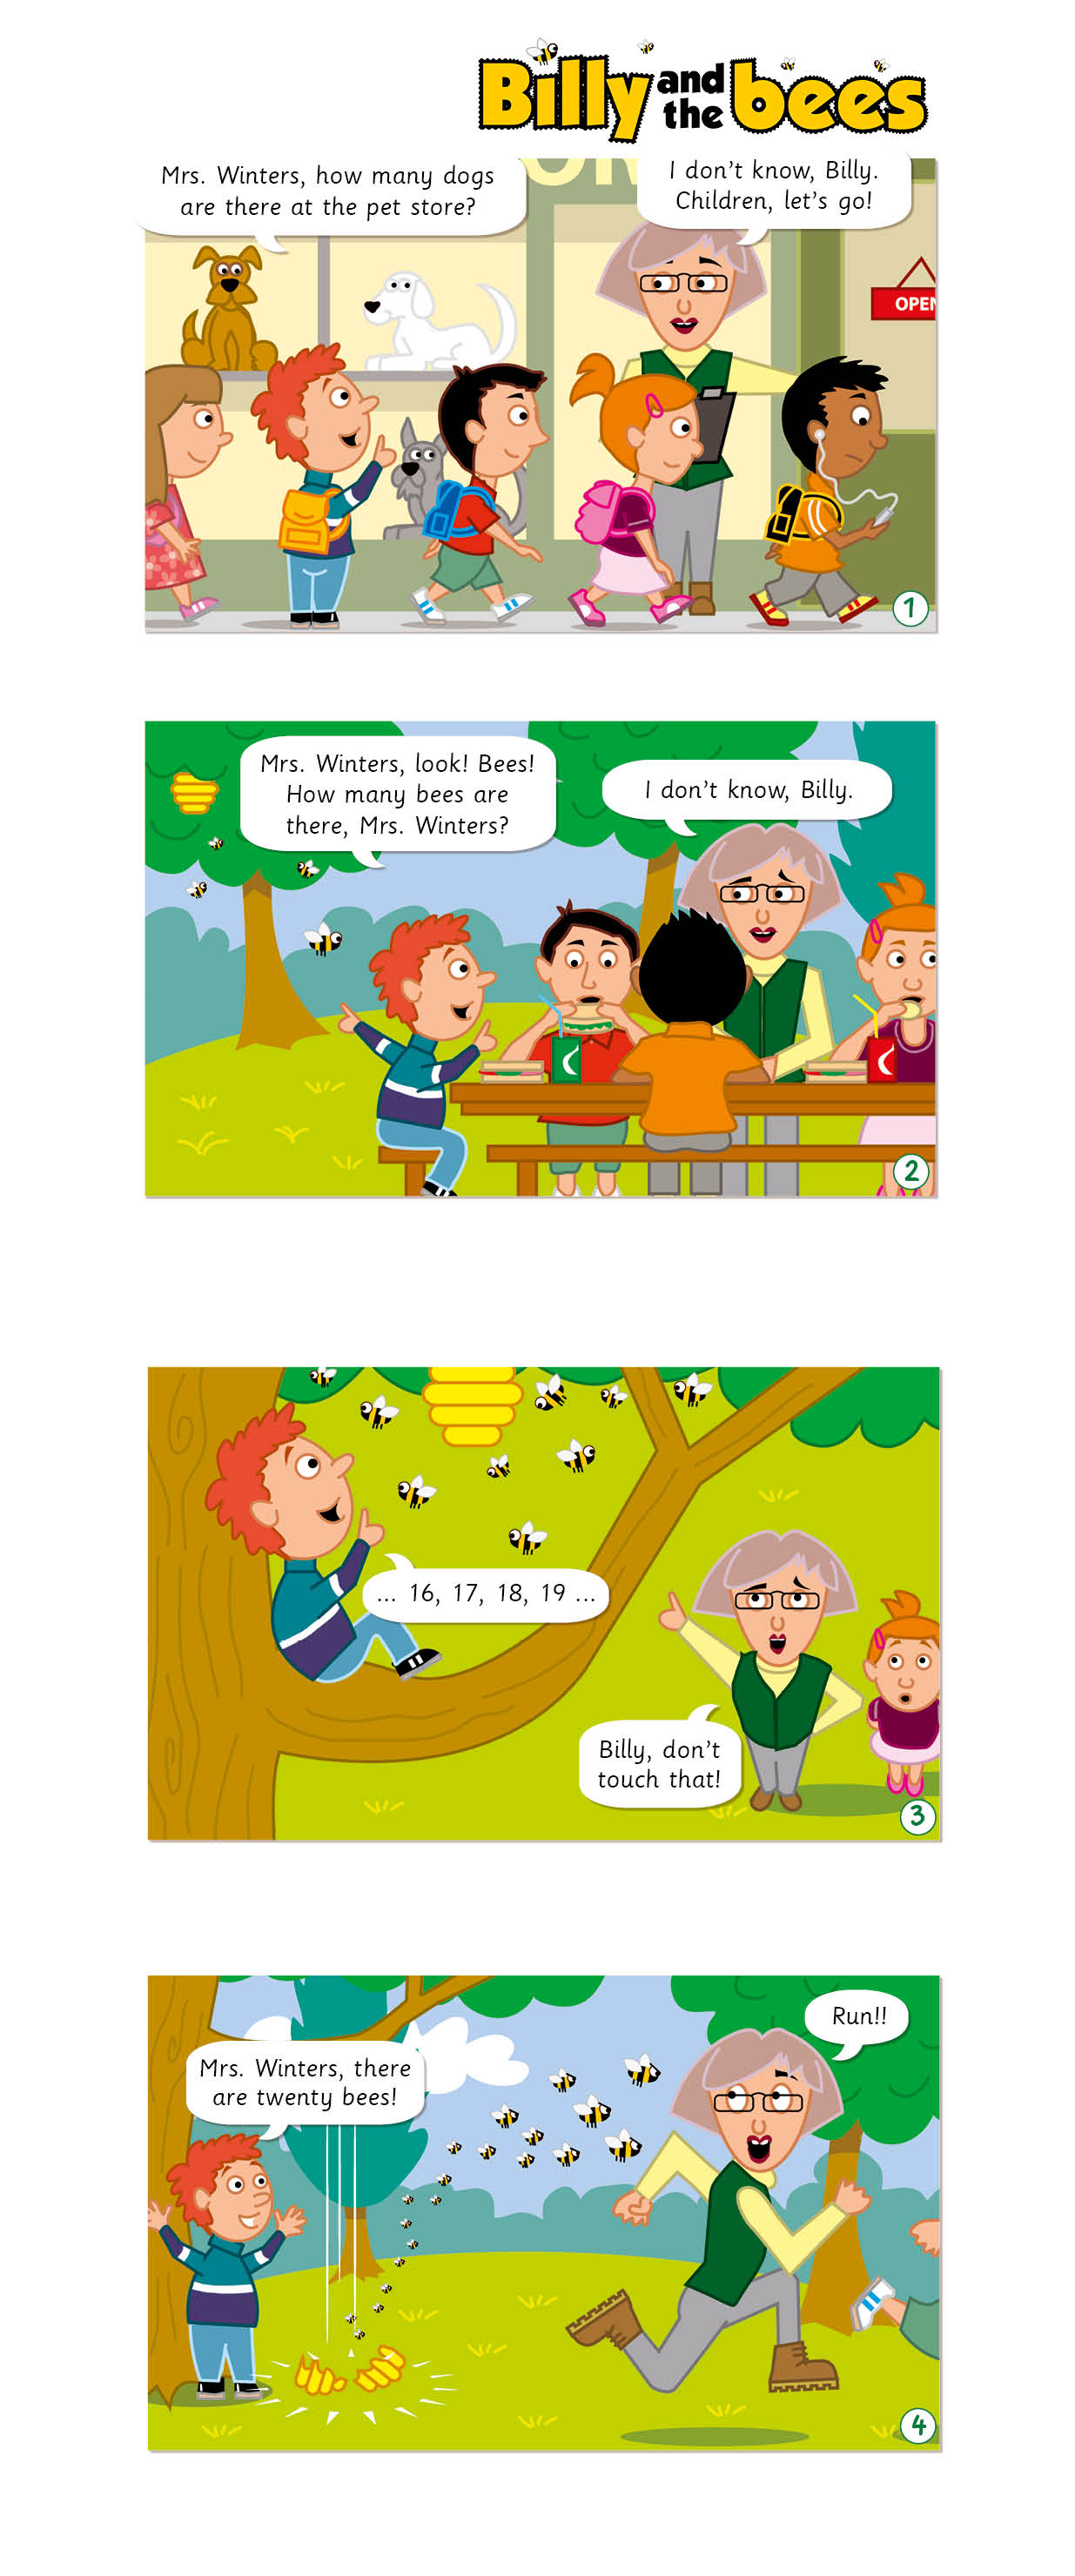 Billy and the bees
Mrs. Winters, how many dogs
are there at the pet store?
I don't know, Billy.
Children, let's go!
OPEN
1
Mrs. Winters, look! Bees!
How many bees are
there, Mrs. Winters?
I don't know, Billy.
2
... 16, 17, 18, 19 ...
Billy, don't
touch that!
3
Run!!
Mrs. Winters, there
are twenty bees!
4